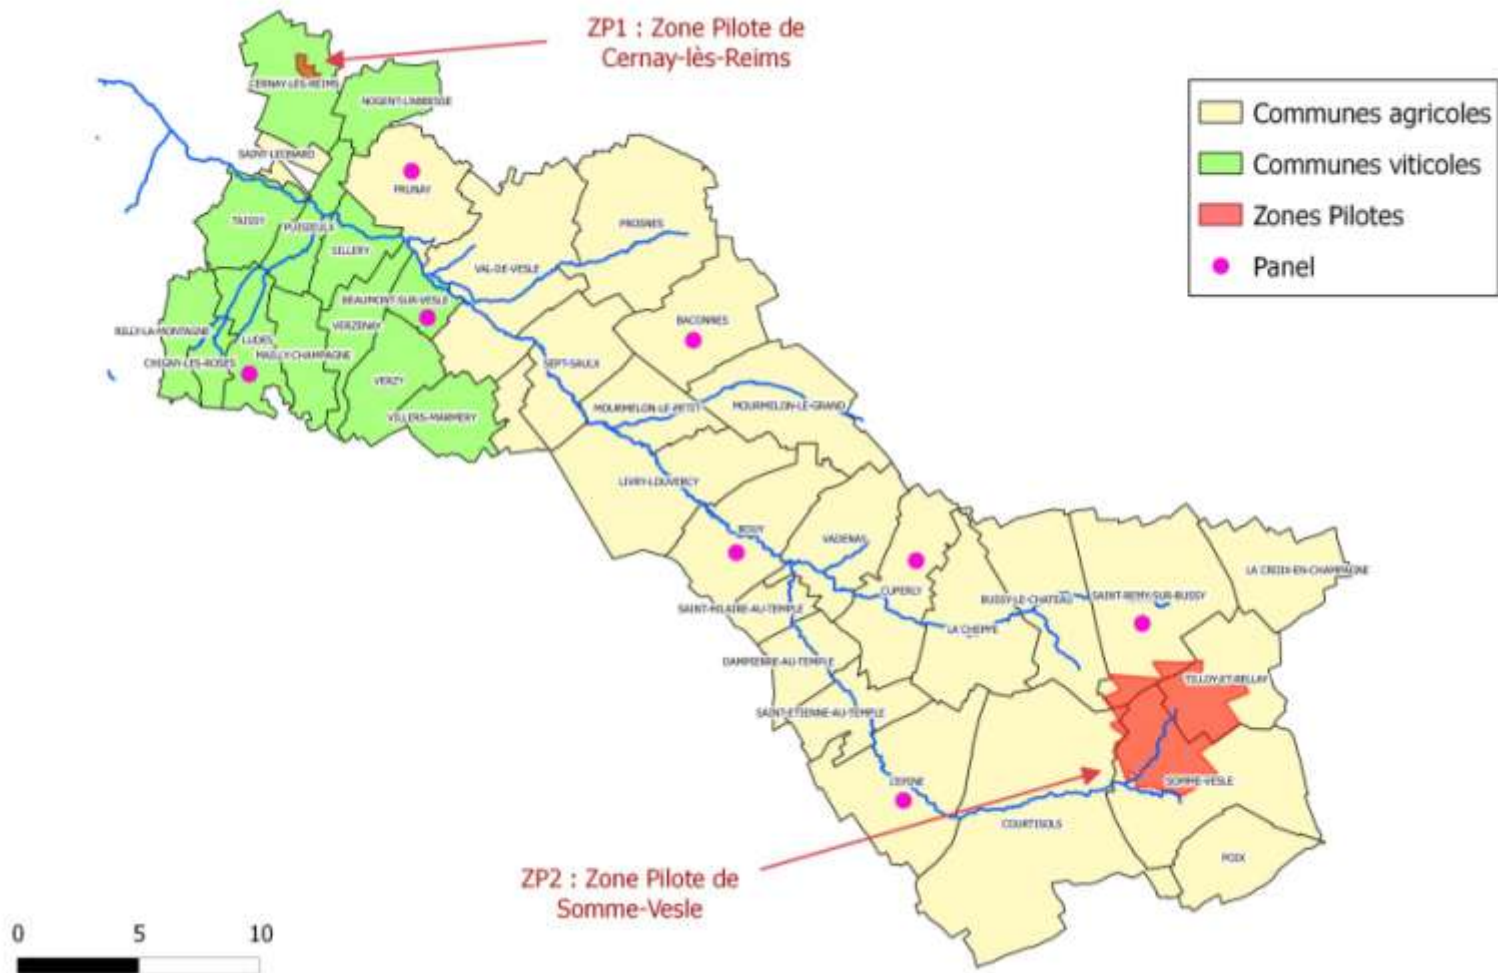 ZP1 : Zone Pilote de
Cernay-lès-Reims
CERNAY-LES-REIMS
NOGENT-L'ABBESSE
Communes agricoles
Communes viticoles
Zones Pilotes
Panel
SAINT-LEONARD
PRUNAY
TAISSY
PUISIEULX
SILLERY
PROSNES
VAL-DE-VESLE
BEAUMONT-SUR-VESLE
BACONNES
RILLY-LA-MONTAGNE
VERZENAY
LUDES
MAILLY-CHAMPAGNE
CHIGNY-LES-ROSES
SEPT-SAULX
VERZY
MOURMELON-LE-PETIT
MOURMELON-LE-GRAND
VILLERS-MARMERY
LIVRY-LOUVERCY
BOUY
VADENAY
LA CROIX-EN-CHAMPAGNE
CUPERLY
BUSSY-LE-CHATEAU
SAINT-REMY-SUR-BUSSY
SAINT-HILAIRE-AU-TEMPLE
LA CHEPPE
DAMPIERRE-AU-TEMPLE
TILLOY-ET-BELLAY
SAINT-ETIENNE-AU-TEMPLE
L'EPINE
SOMME-VESLE
COURTISOLS
POIX
ZP2 : Zone Pilote de
Somme-Vesle
0 5 10